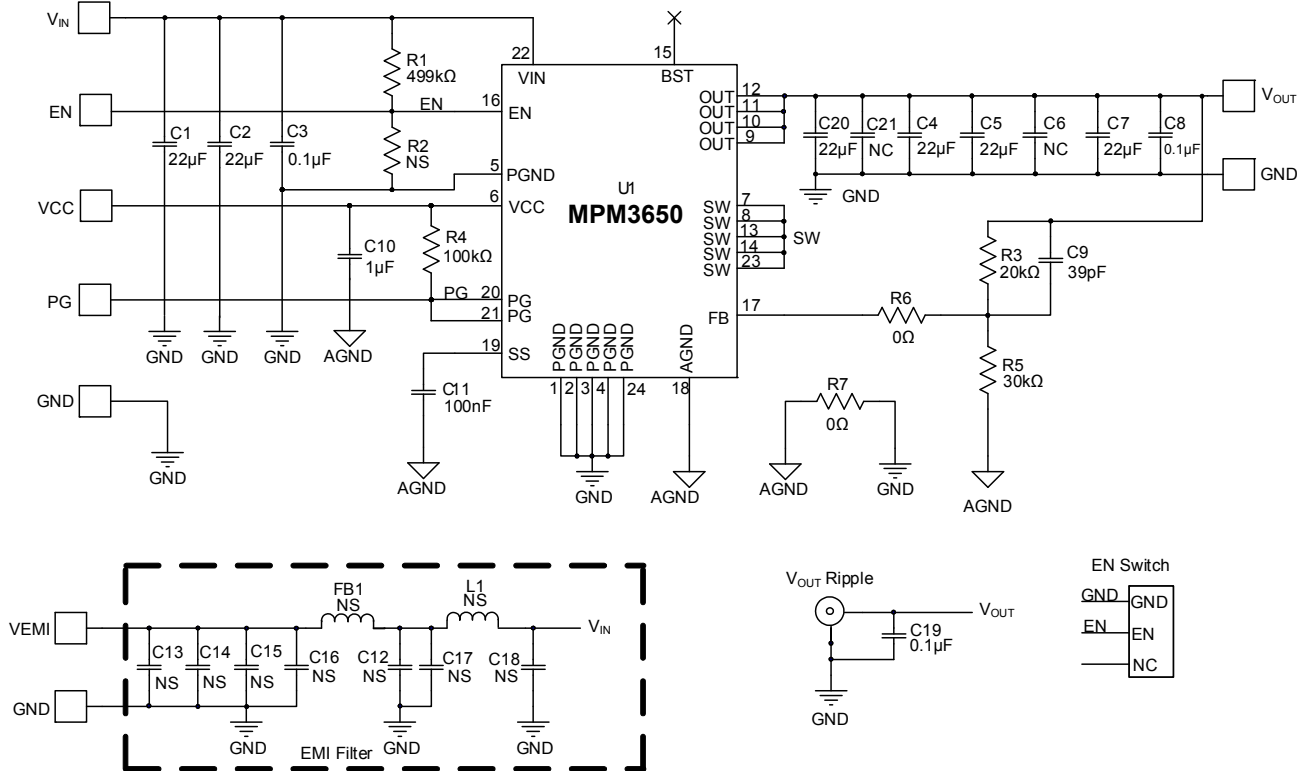 V_IN
22
VIN
15
BST
R1
499kΩ
EN
EN
16
EN
C1
22µF
C2
22µF
C3
0.1µF
R2
NS
5
PGND
VCC
6
VCC
C10
1µF
R4
100kΩ
PG
PG
20
PG
21
PG
GND
GND
GND
AGND
19
SS
C11
100nF
AGND
GND
GND
U1
MPM3650
OUT
12
OUT
11
OUT
10
OUT
9
C20
22µF
C21
NC
C4
22µF
C5
22µF
C6
NC
C7
22µF
C8
0.1µF
V_OUT
GND
GND
SW
7
SW
8
SW
13
SW
14
SW
23
SW
R3
20kΩ
C9
39pF
FB
17
R6
0Ω
R5
30kΩ
AGND
PGND
PGND
PGND
PGND
PGND
1
2
3
4
24
GND
AGND
18
AGND
R7
0Ω
AGND
GND
VEMI
GND
C13
NS
C14
NS
C15
NS
C16
NS
FB1
NS
C12
NS
C17
NS
L1
NS
C18
NS
V_IN
GND
GND
GND
EMI Filter
V_OUT Ripple
V_OUT
C19
0.1µF
GND
EN Switch
GND
GND
EN
EN
NC